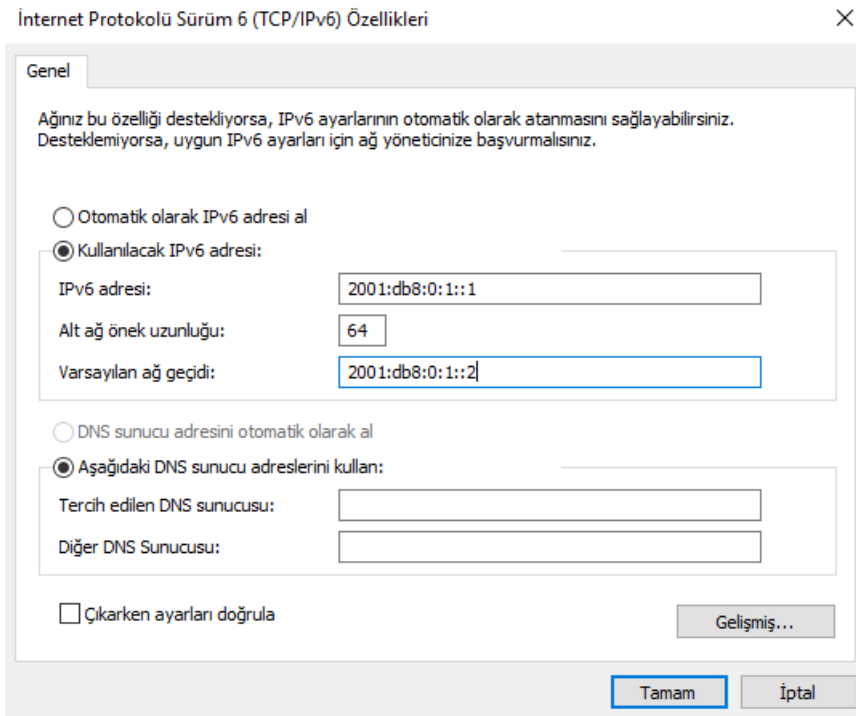 İnternet Protokolü Sürüm 6 (TCP/IPv6) Özellikleri
Genel
Ağınız bu özelliği destekliyorsa, IPv6 ayarlarının otomatik olarak atanmasını sağlayabilirsiniz.
Desteklemiyorsa, uygun IPv6 ayarları için ağ yöneticinize başvurmalısınız.
Otomatik olarak IPv6 adresi al
Kullanılacak IPv6 adresi:
IPv6 adresi: 2001:db8:0:1::1
Alt ağ önek uzunluğu: 64
Varsayılan ağ geçidi: 2001:db8:0:1::2
DNS sunucu adresini otomatik olarak al
Aşağıdaki DNS sunucu adreslerini kullan:
Tercih edilen DNS sunucusu:
Diğer DNS Sunucusu:
Çıkarken ayarları doğrula
Gelişmiş...
Tamam İptal